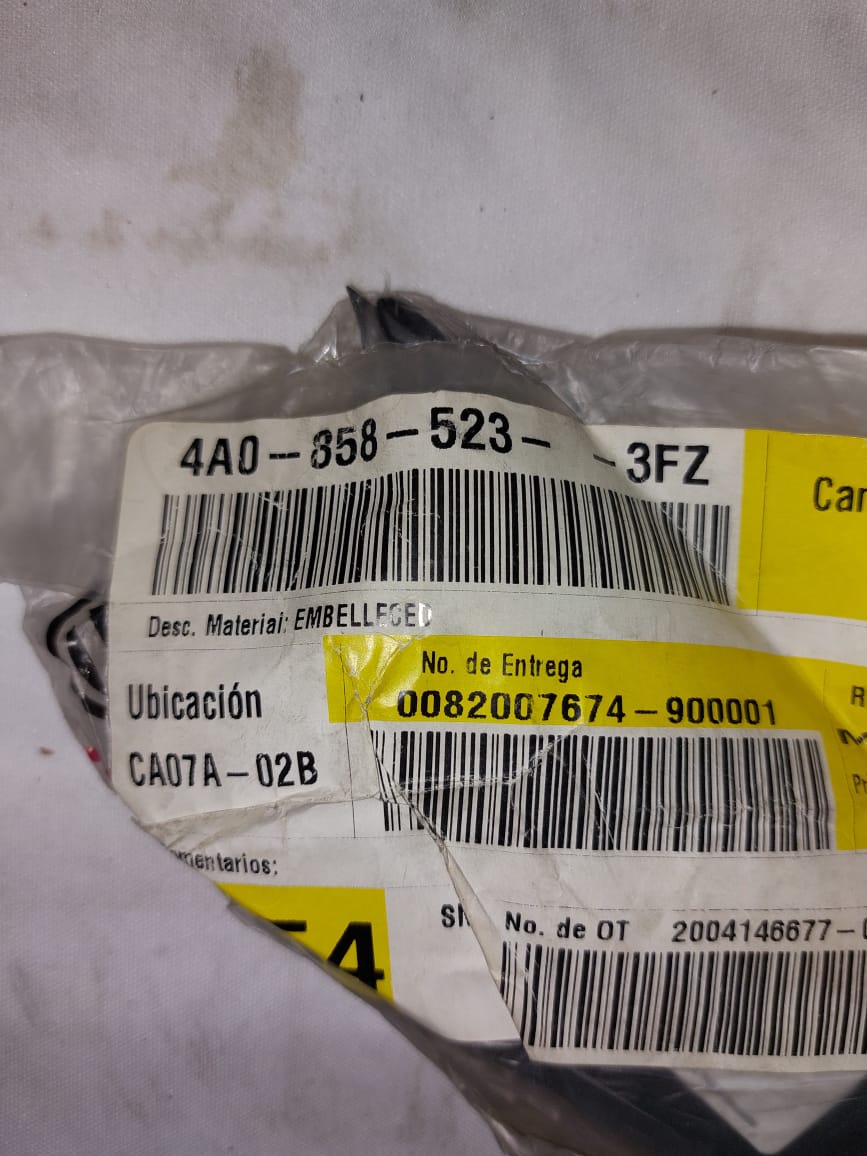 4A0-858-523- -3FZ
Desc. Material: EMBELLECED
No. de Entrega
Ubicación
0082007674-900001
CA07A-02B
No. de OT 2004146677-